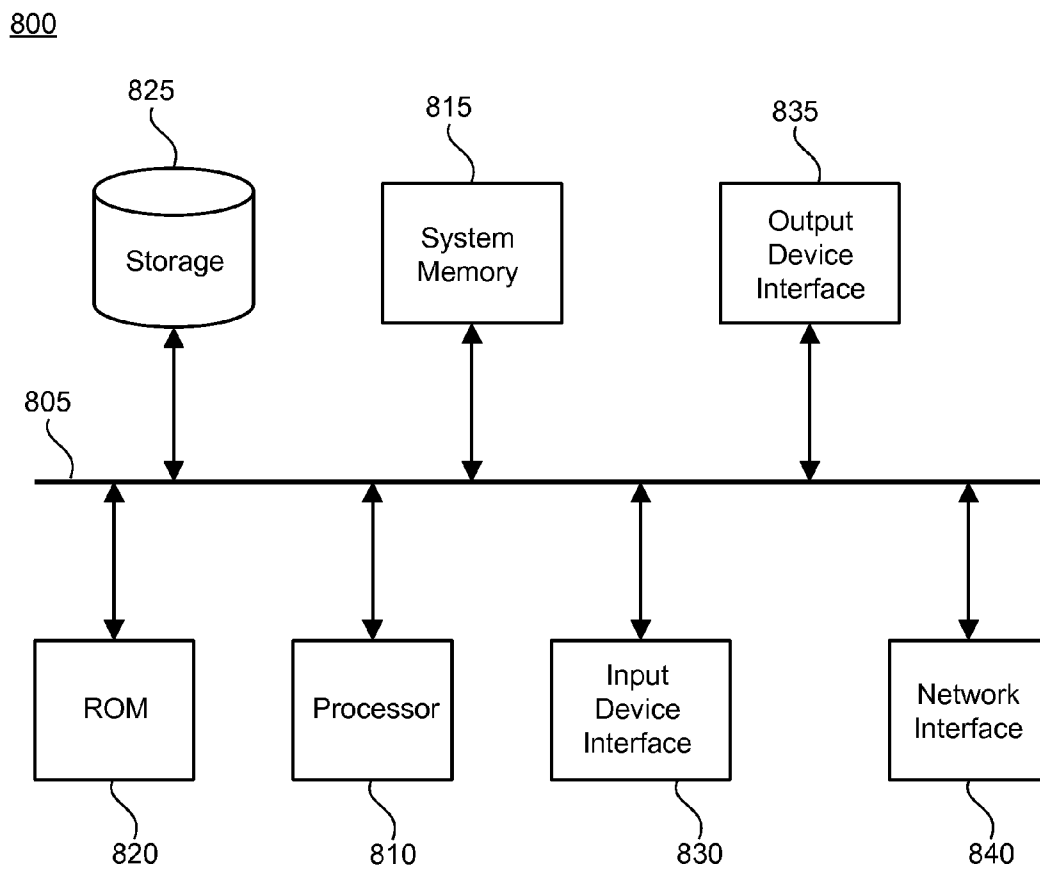 800
825
815
835
Storage
System
Memory
Output
Device
Interface
805
ROM
Processor
Input
Device
Interface
Network
Interface
820
810
830
840